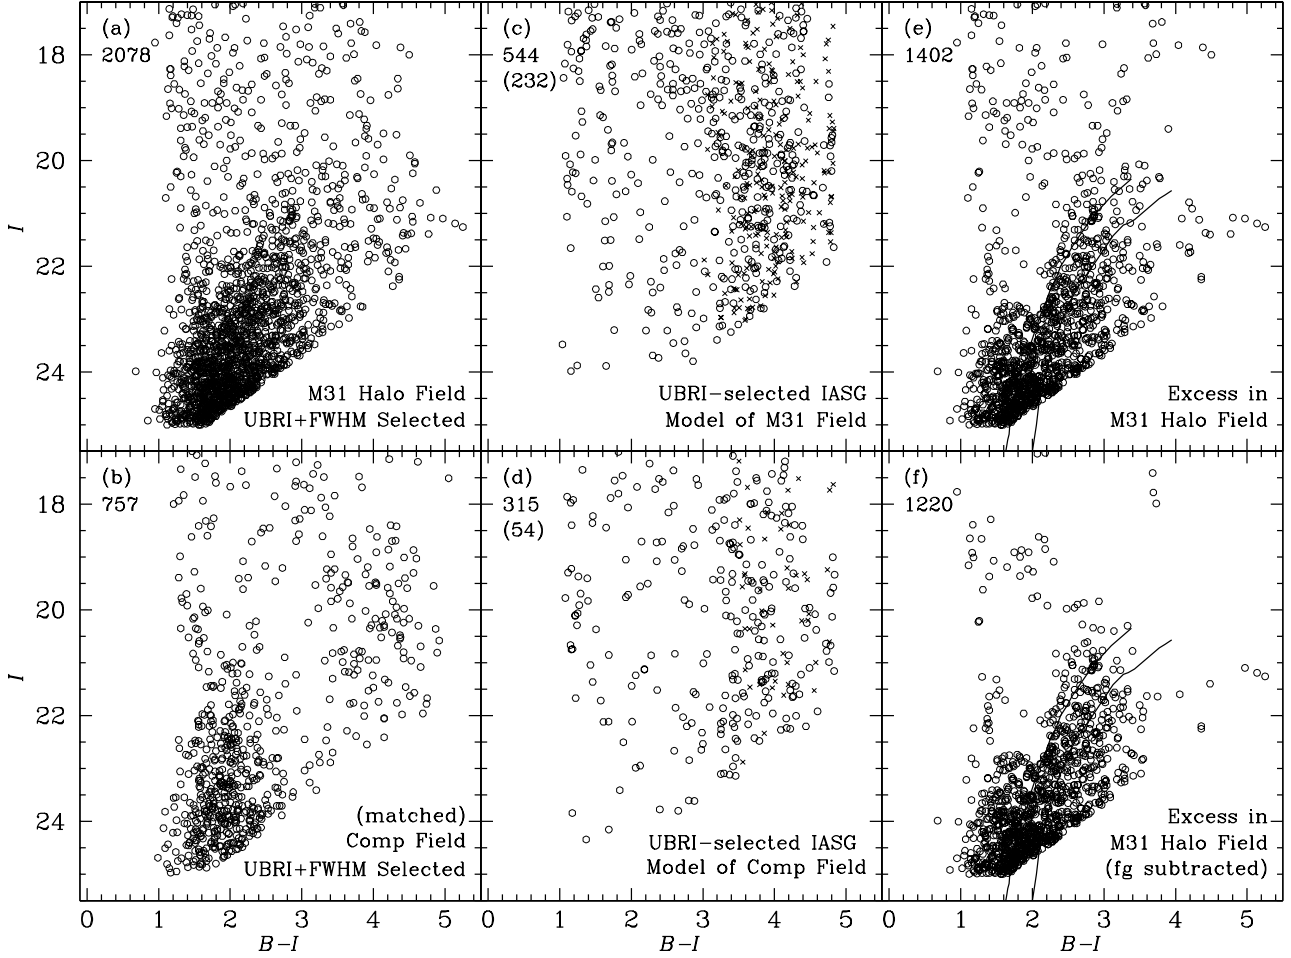 (a)
2078
M31 Halo Field
UBRI+FWHM Selected
(c)
544
(232)
UBRI-selected IASG
Model of M31 Field
(e)
1402
Excess in
M31 Halo Field
18
20
22
24
I
(b)
757
(matched)
Comp Field
UBRI+FWHM Selected
(d)
315
(54)
UBRI-selected IASG
Model of Comp Field
(f)
1220
Excess in
M31 Halo Field
(fg subtracted)
18
20
22
24
I
0 1 2 3 4 5 0 1 2 3 4 5 0 1 2 3 4 5
B-I B-I B-I